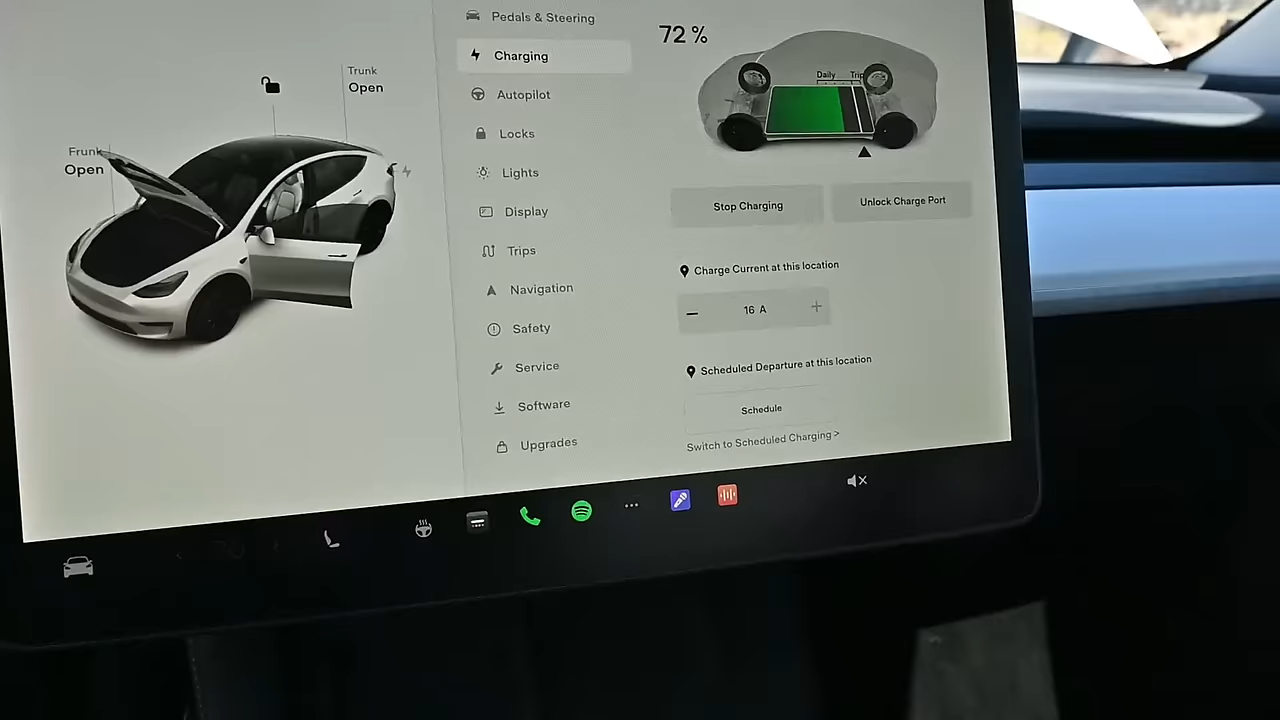 Trunk
Open
Frunk
Open
Pedals & Steering
Charging
Autopilot
Locks
Lights
Display
Trips
Navigation
Safety
Service
Software
Upgrades
72 %
Daily Trip
Stop Charging
Unlock Charge Port
Charge Current at this location
16 A
Scheduled Departure at this location
Schedule
Switch to Scheduled Charging >